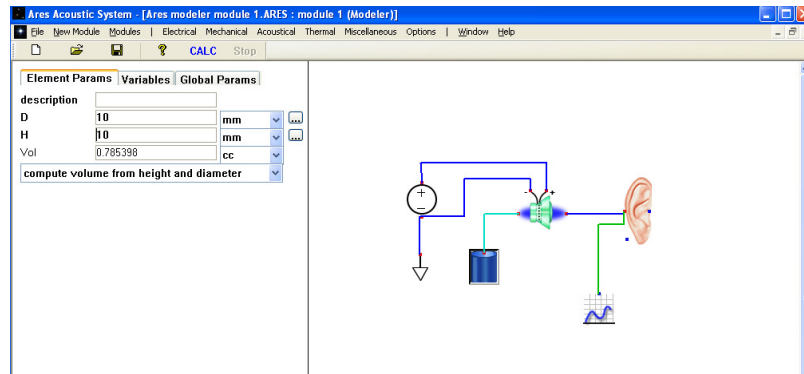 Ares Acoustic System - [Ares modeler module 1.ARES : module 1 (Modeler)]
File New Module Modules | Electrical Mechanical Acoustical Thermal Miscellaneous Options | Window Help
? CALC Stop
Element Params Variables Global Params
description
D 10 mm ...
H 10 mm ...
Vol 0.785398 cc
compute volume from height and diameter
- +
+
−